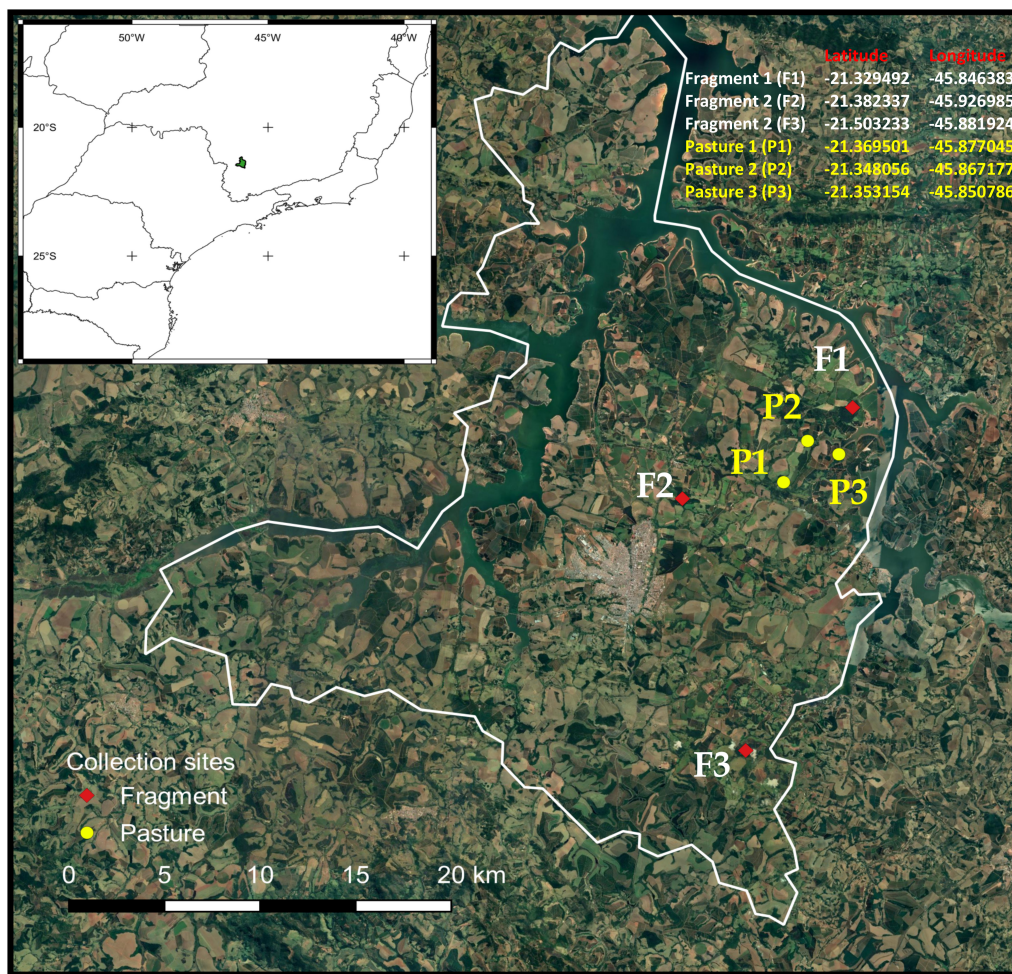 50°W 45°W 40°W
20°S
25°S
Latitude Longitude
Fragment 1 (F1) -21.329492 -45.846383
Fragment 2 (F2) -21.382337 -45.926985
Fragment 2 (F3) -21.503233 -45.881924
Pasture 1 (P1) -21.369501 -45.877045
Pasture 2 (P2) -21.348056 -45.867177
Pasture 3 (P3) -21.353154 -45.850786
F1
P2
P1
P3
F2
F3
Collection sites
Fragment
Pasture
0 5 10 15 20 km